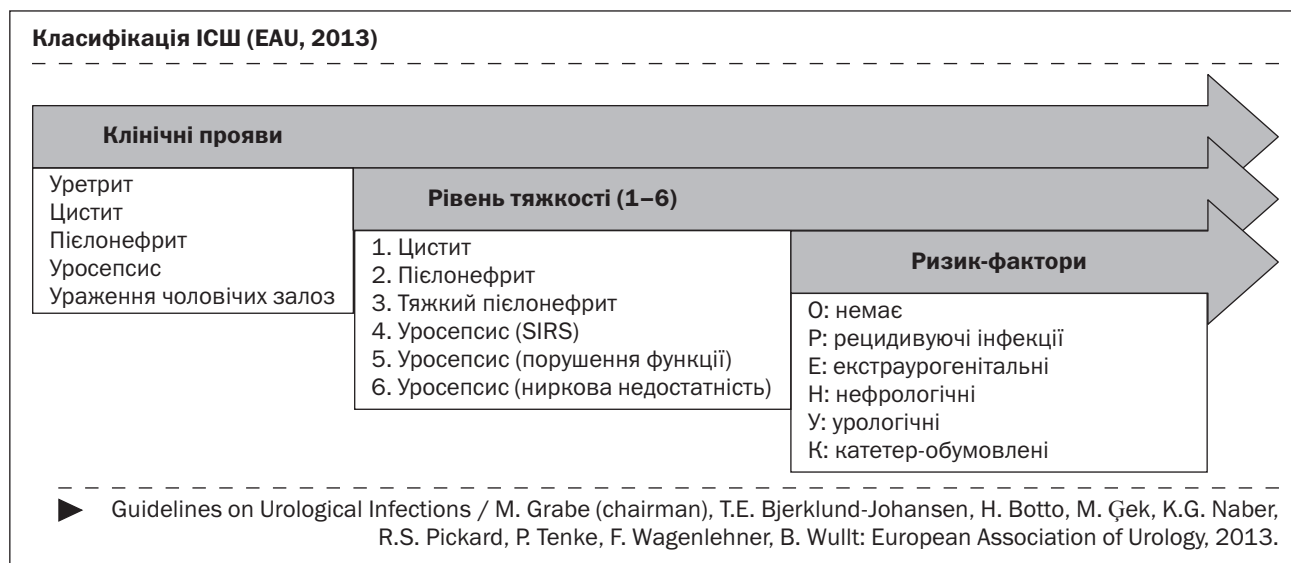 Класифікація ІСШ (EAU, 2013)
Клінічні прояви
Уретрит
Цистит
Пієлонефрит
Уросепсис
Ураження чоловічих залоз
Рівень тяжкості (1–6)
1. Цистит
2. Пієлонефрит
3. Тяжкий пієлонефрит
4. Уросепсис (SIRS)
5. Уросепсис (порушення функції)
6. Уросепсис (ниркова недостатність)
Ризик-фактори
О: немає
Р: рецидивуючі інфекції
Е: екстраурогенітальні
Н: нефрологічні
У: урологічні
К: катетер-обумовлені
Guidelines on Urological Infections / M. Grabe (chairman), T.E. Bjerklund-Johansen, H. Botto, M. Çek, K.G. Naber,
R.S. Pickard, P. Tenke, F. Wagenlehner, B. Wullt: European Association of Urology, 2013.